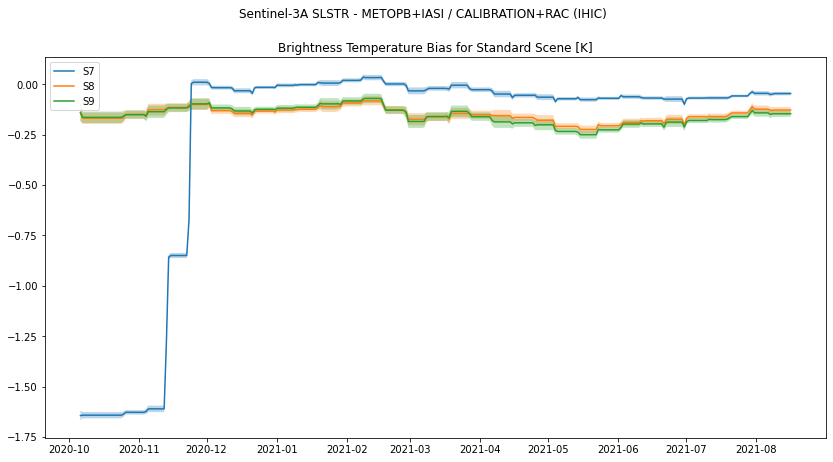 Sentinel-3A SLSTR - METOPB+IASI / CALIBRATION+RAC (IHIC)
Brightness Temperature Bias for Standard Scene [K]
S7
S8
S9
0.00
−0.25
−0.50
−0.75
−1.00
−1.25
−1.50
−1.75
2020-10 2020-11 2020-12 2021-01 2021-02 2021-03 2021-04 2021-05 2021-06 2021-07 2021-08